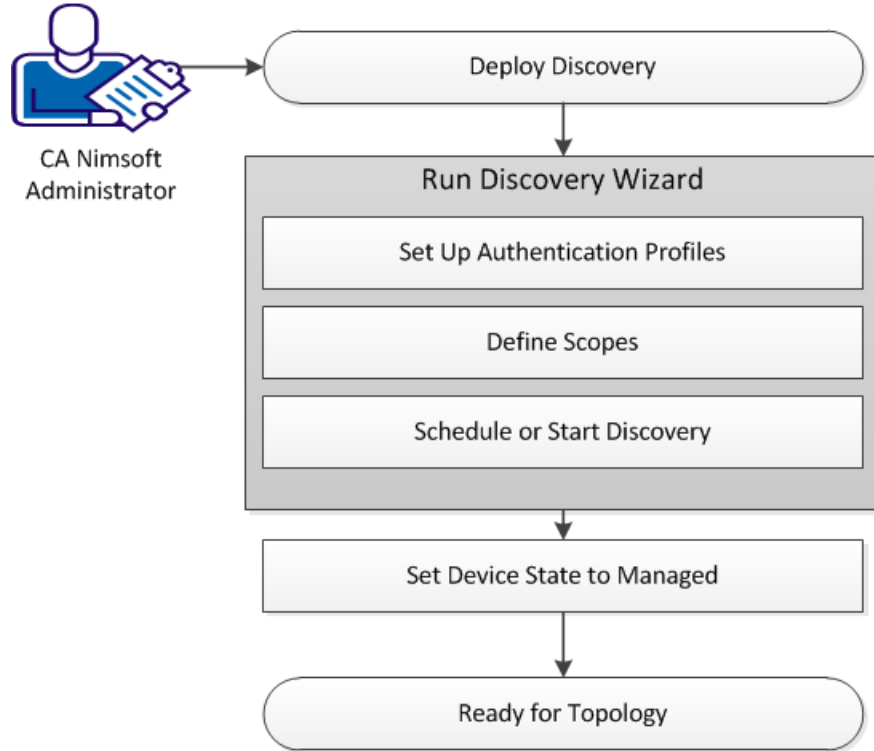 Deploy Discovery
CA Nimsoft
Administrator
Run Discovery Wizard
Set Up Authentication Profiles
Define Scopes
Schedule or Start Discovery
Set Device State to Managed
Ready for Topology